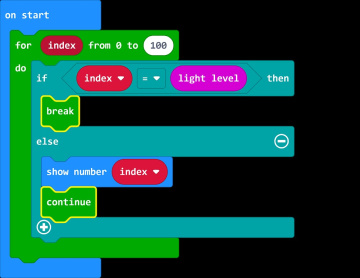 on start
for index from 0 to 100
do
if index = light level then
break
else
show number index
continue